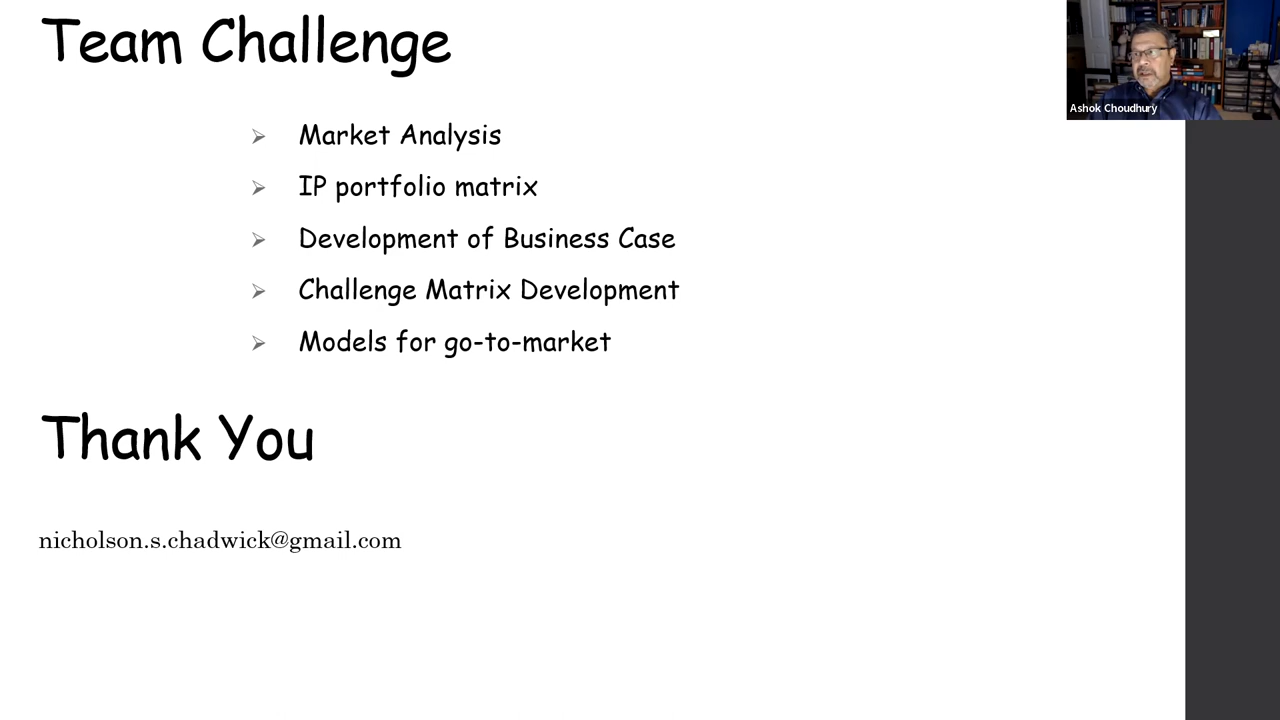 Team Challenge
Ashok Choudhury
Market Analysis
IP portfolio matrix
Development of Business Case
Challenge Matrix Development
Models for go-to-market
Thank You
nicholson.s.chadwick@gmail.com